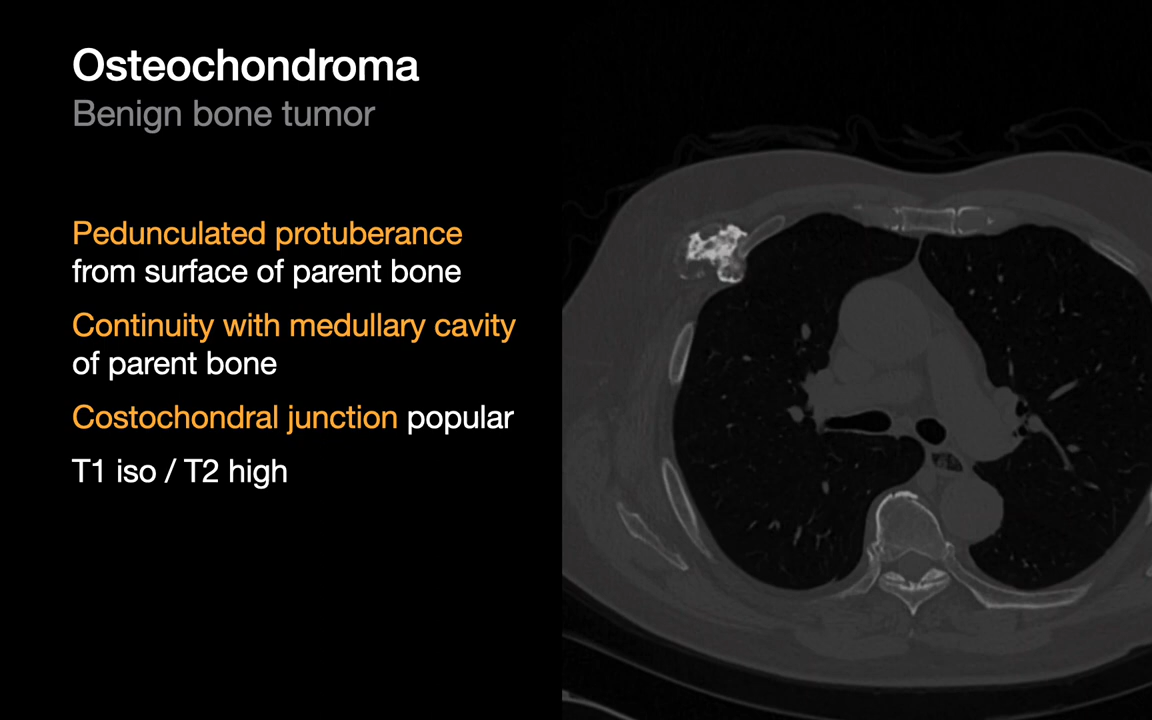 Osteochondroma
Benign bone tumor
Pedunculated protuberance
from surface of parent bone
Continuity with medullary cavity
of parent bone
Costochondral junction popular
T1 iso / T2 high